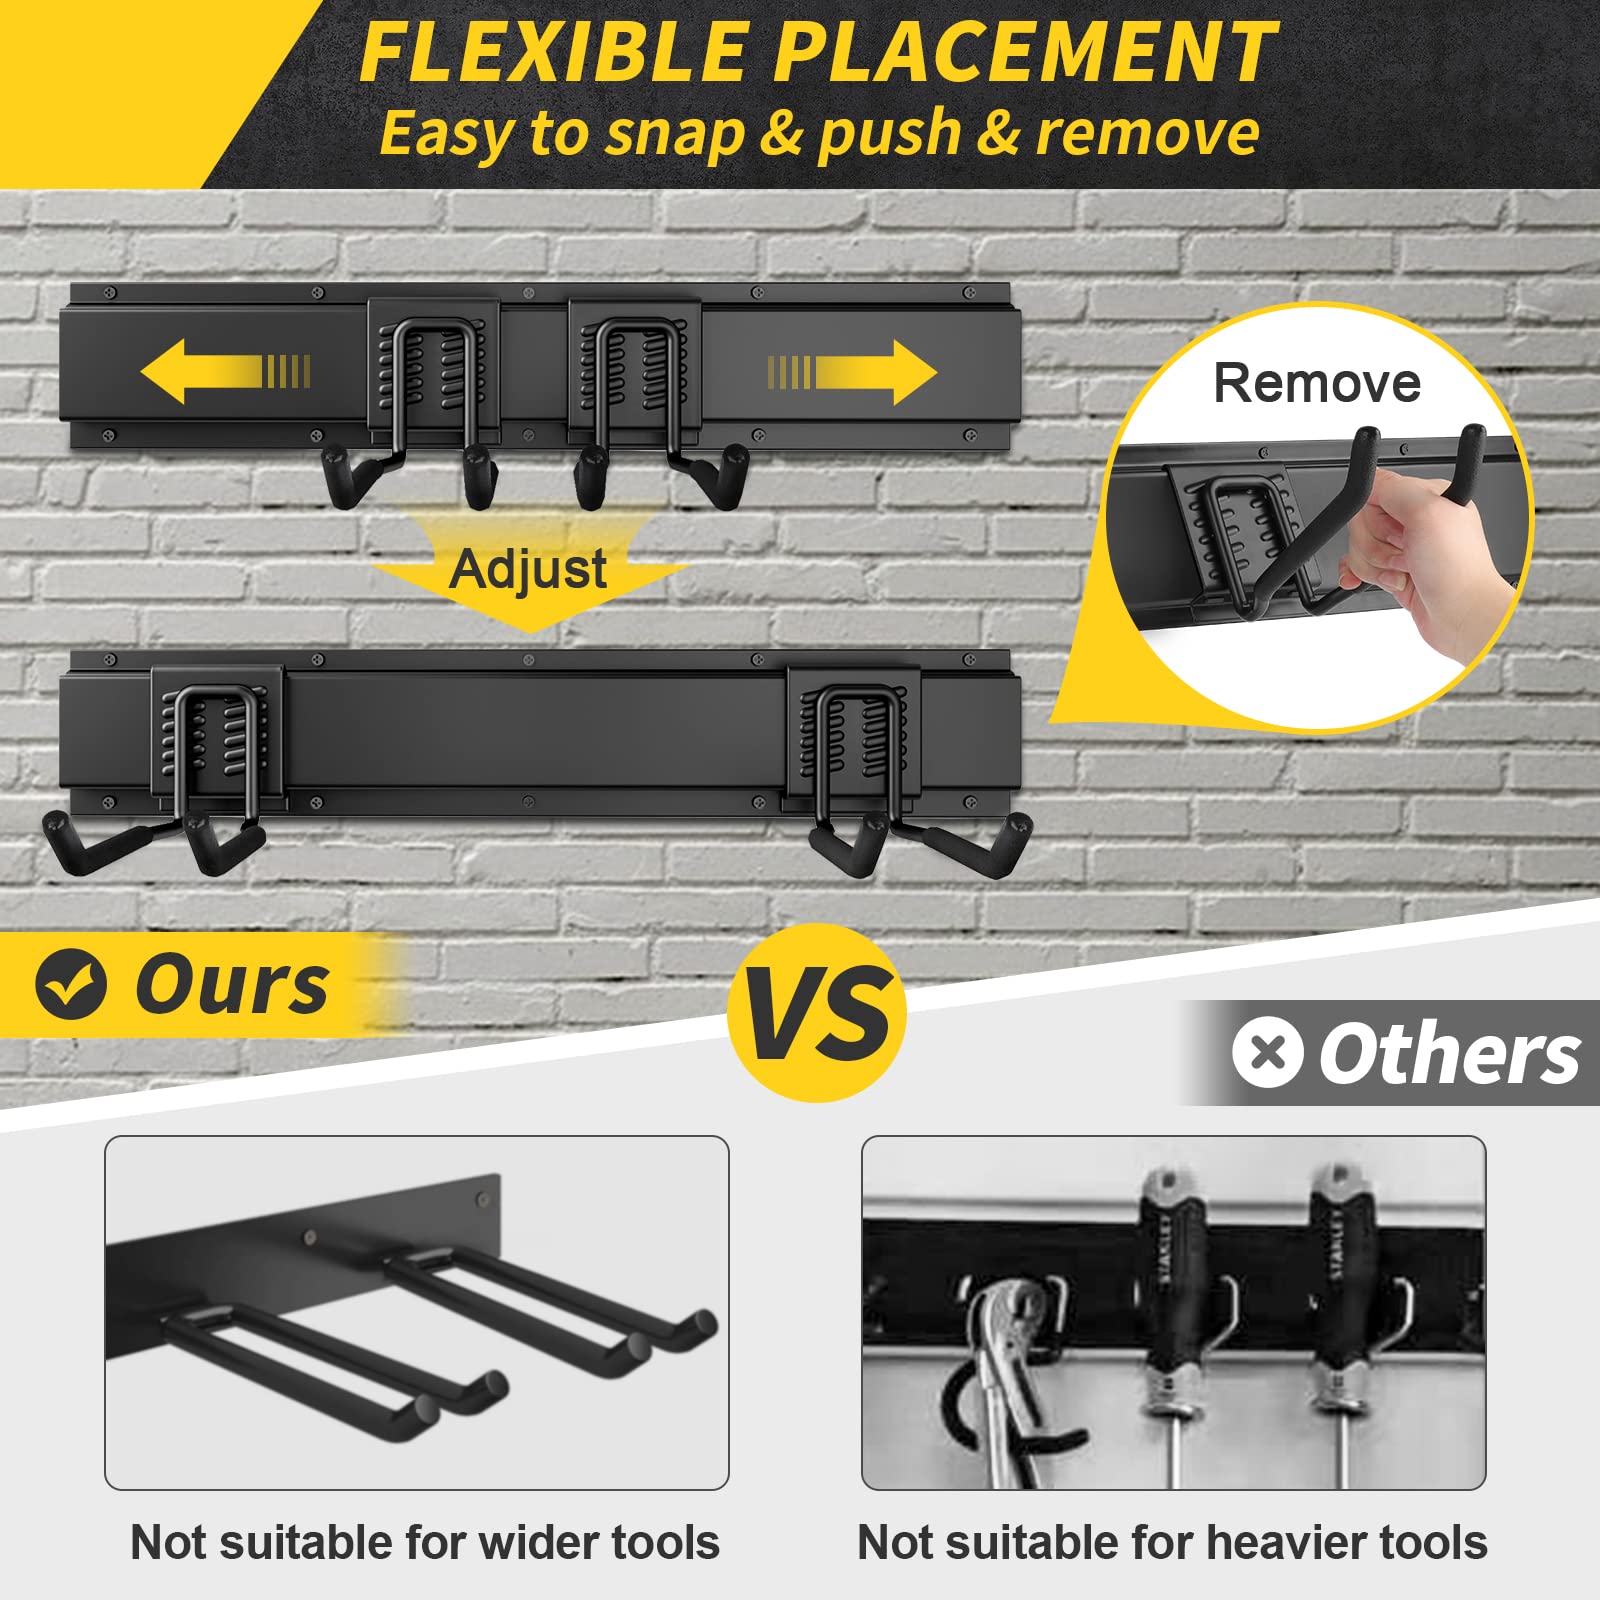 FLEXIBLE PLACEMENT
Easy to snap & push & remove
Remove
Adjust
Ours
VS
Others
STANLEY
STANLEY
Not suitable for wider tools
Not suitable for heavier tools